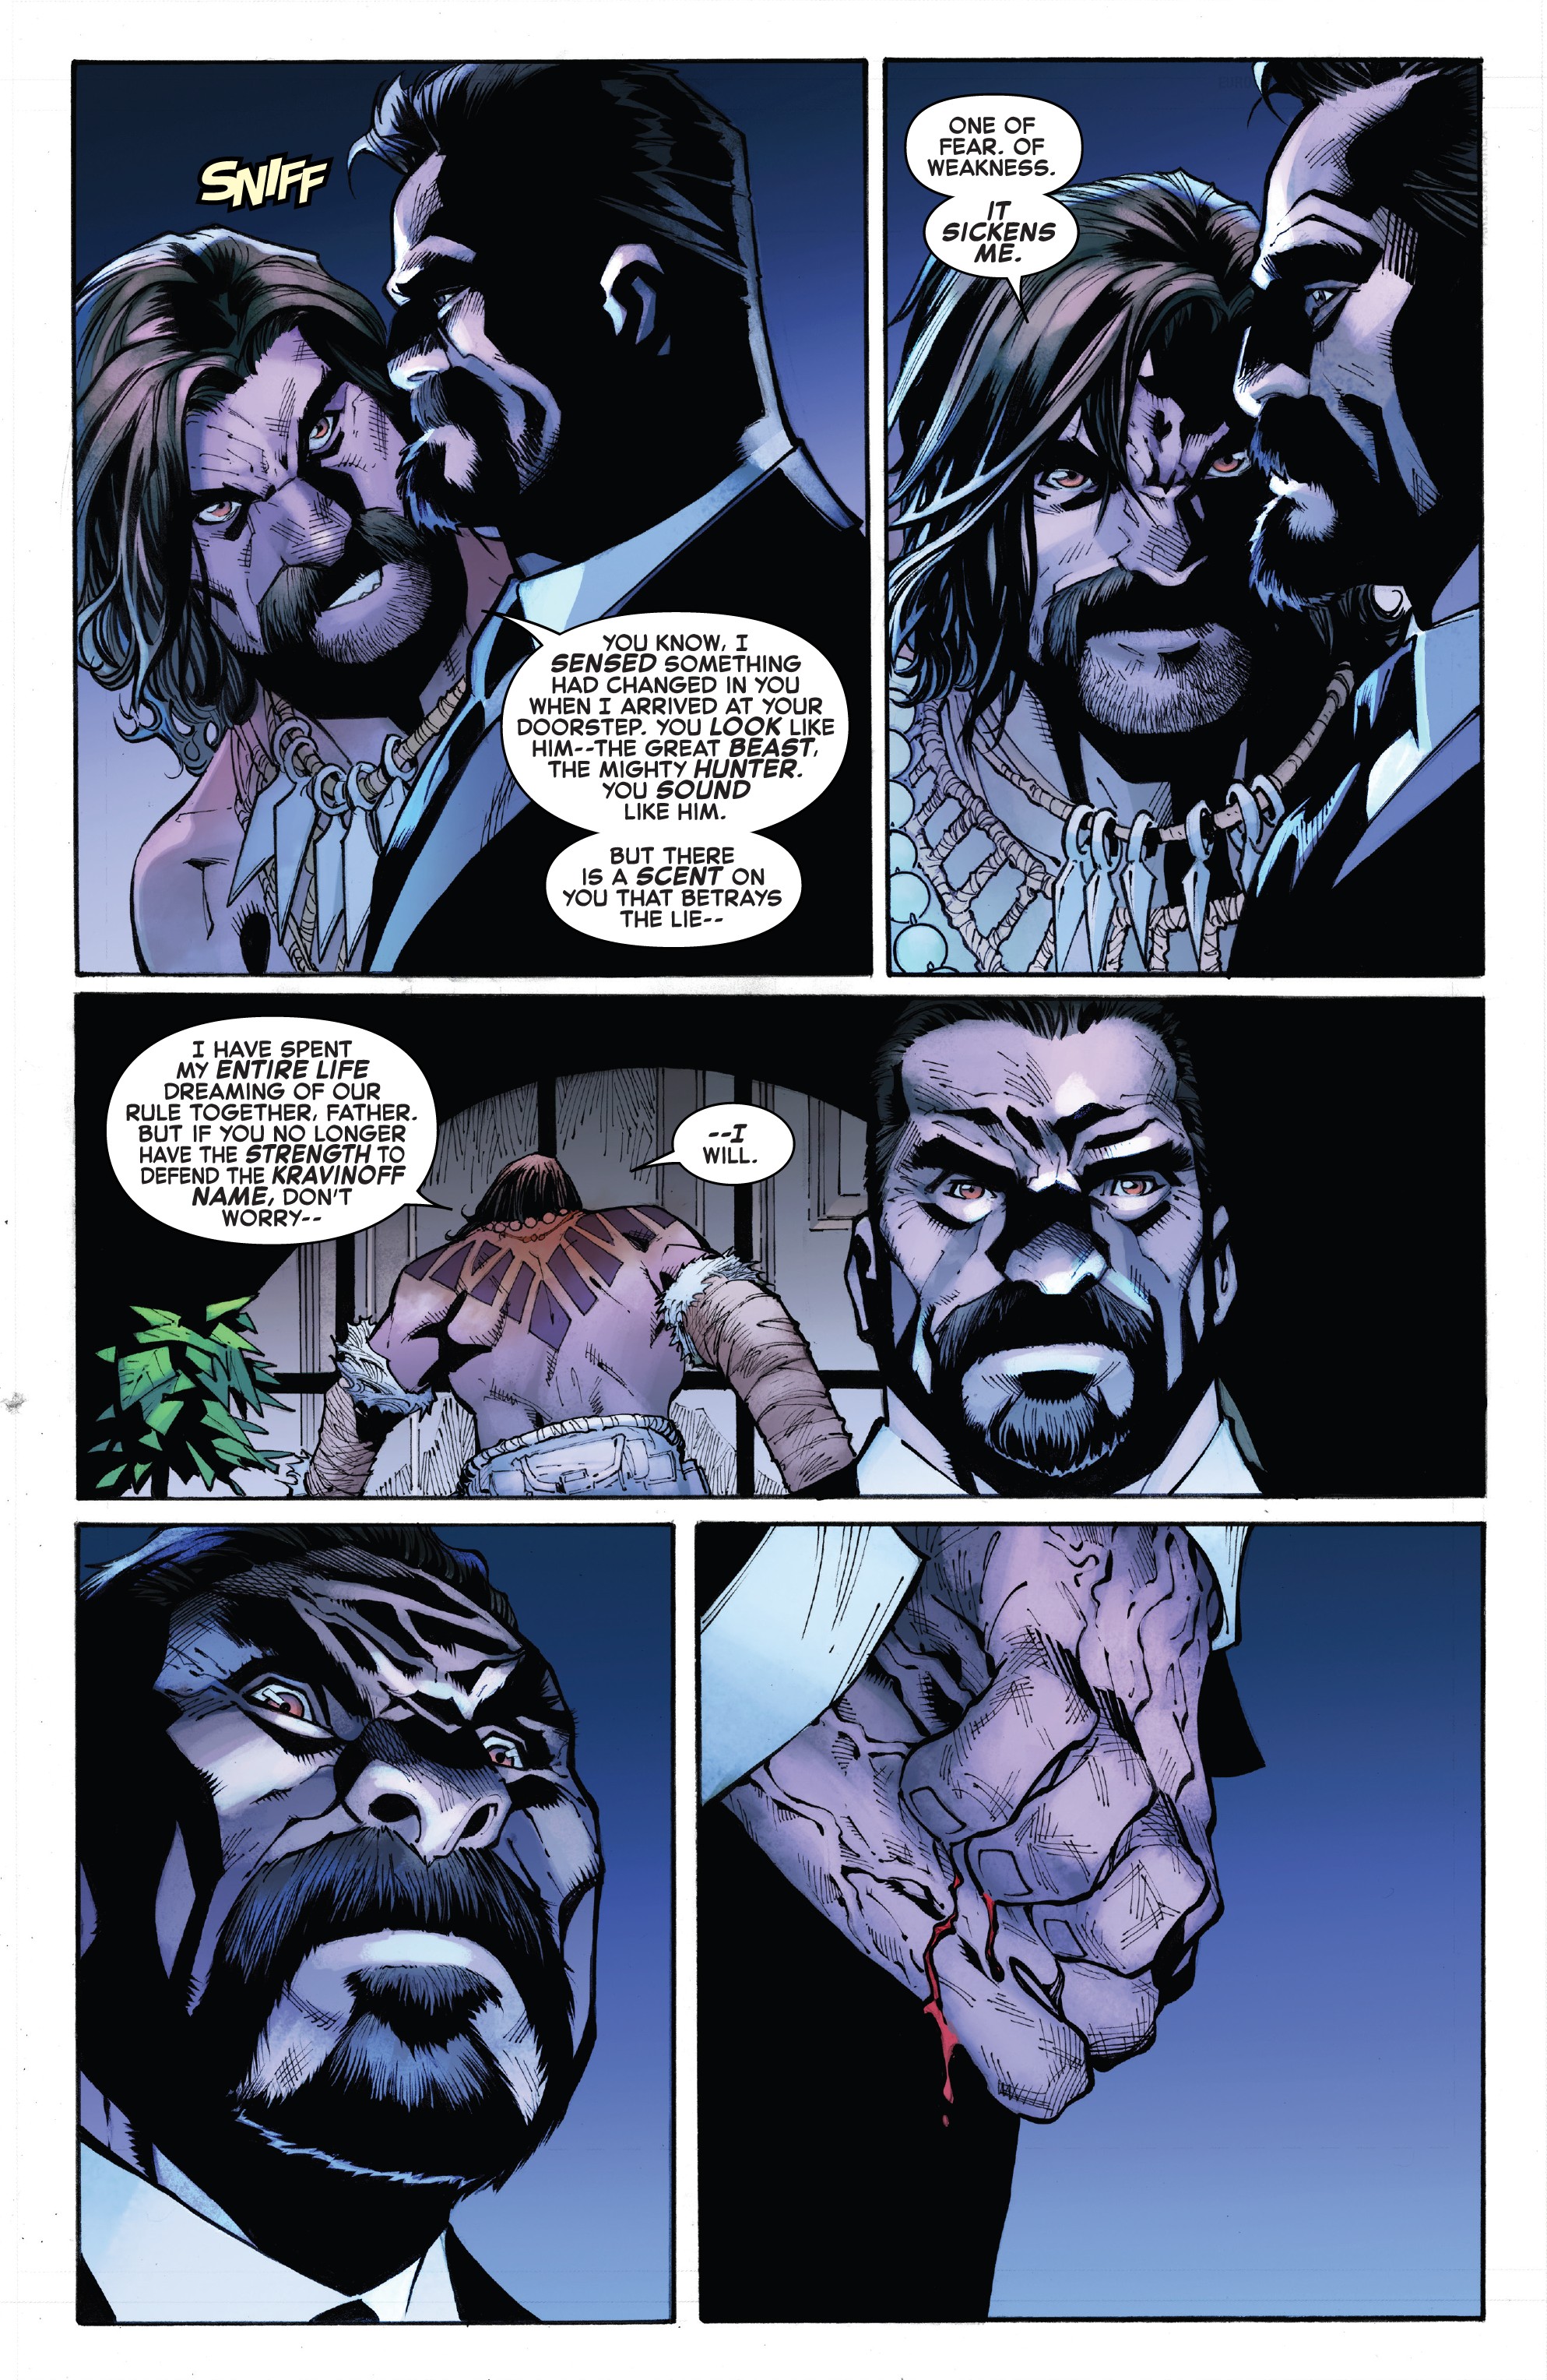 SNIFF
YOU KNOW, I
SENSED SOMETHING
HAD CHANGED IN YOU
WHEN I ARRIVED AT YOUR
DOORSTEP. YOU LOOK LIKE
HIM--THE GREAT BEAST,
THE MIGHTY HUNTER.
YOU SOUND
LIKE HIM.
BUT THERE
IS A SCENT ON
YOU THAT BETRAYS
THE LIE--
ONE OF
FEAR. OF
WEAKNESS.
IT
SICKENS
ME.
I HAVE SPENT
MY ENTIRE LIFE
DREAMING OF OUR
RULE TOGETHER, FATHER.
BUT IF YOU NO LONGER
HAVE THE STRENGTH TO
DEFEND THE KRAVINOFF
NAME, DON'T
WORRY--
--I
WILL.